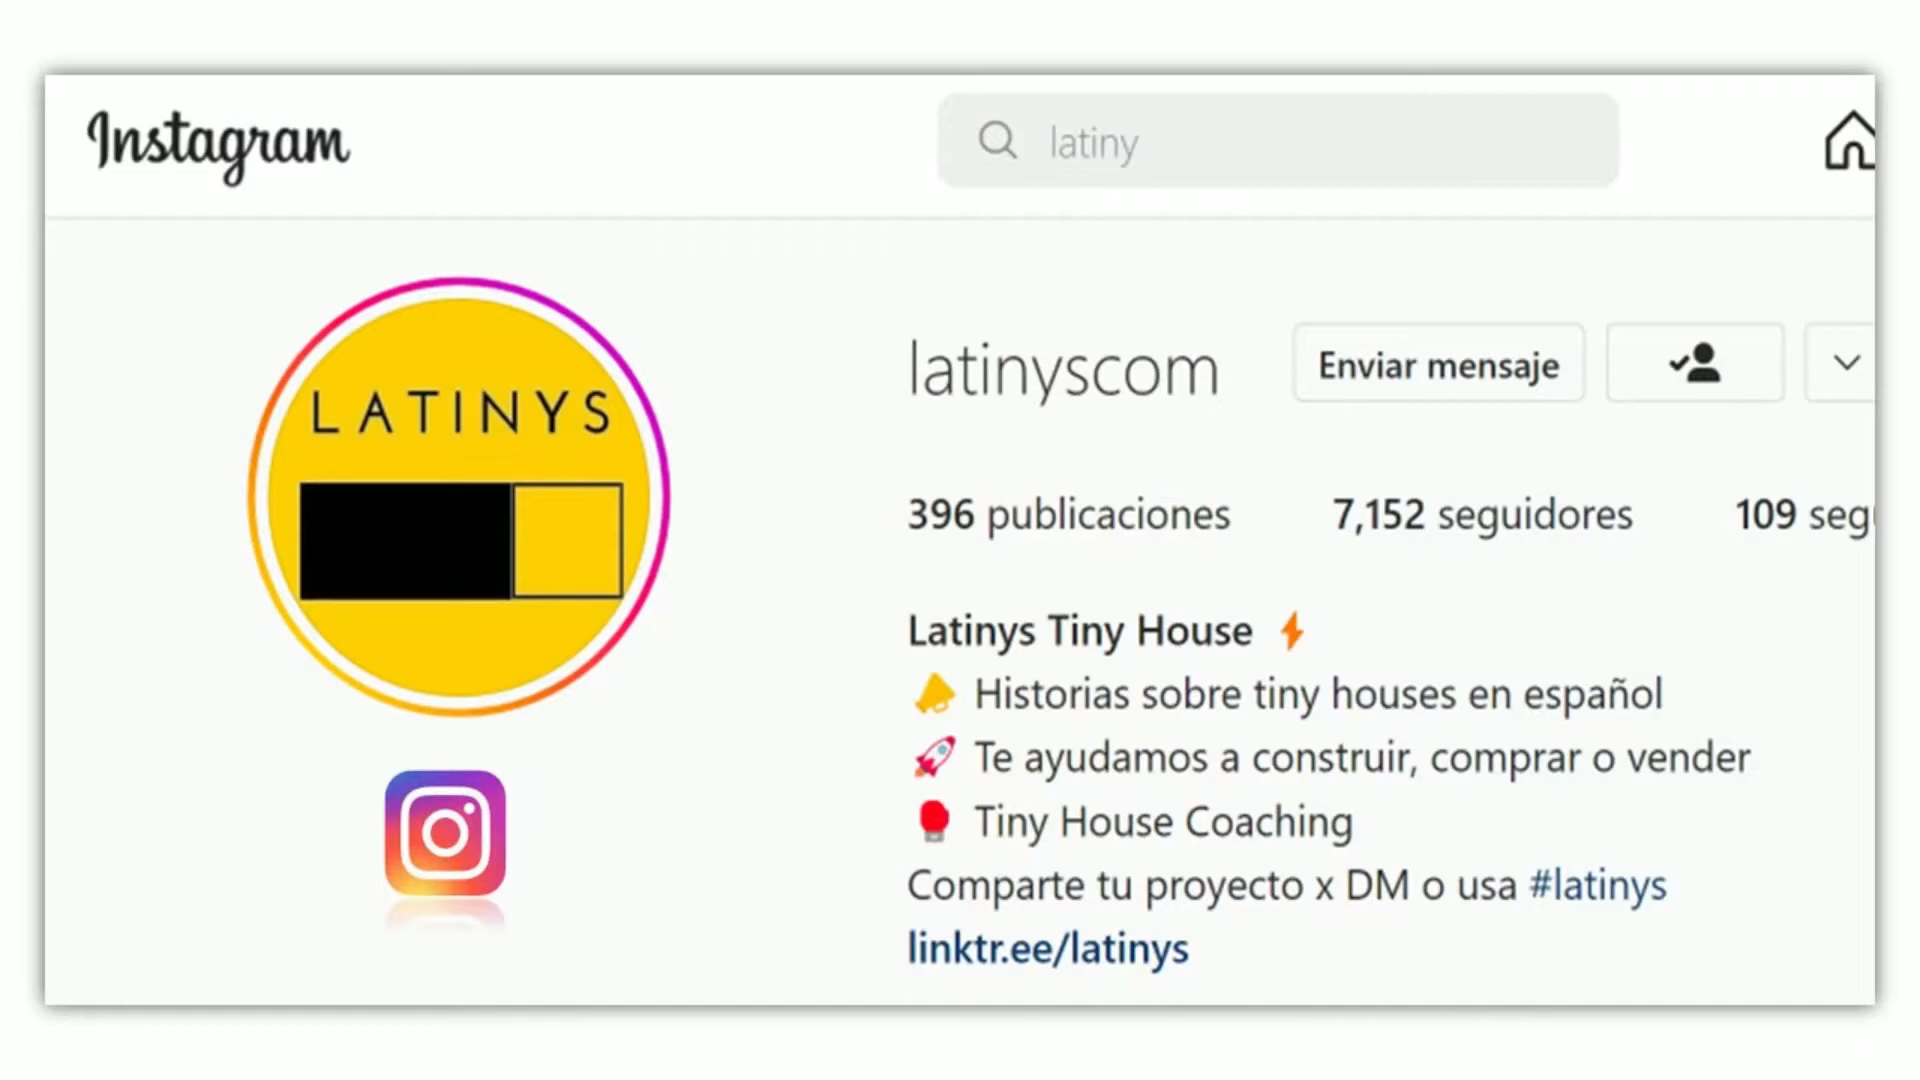 Instagram
latiny
LATINYS
latinyscom
Enviar mensaje
396 publicaciones
7,152 seguidores
109 seg
Latinys Tiny House
Historias sobre tiny houses en español
Te ayudamos a construir, comprar o vender
Tiny House Coaching
Comparte tu proyecto x DM o usa #latinys
linktr.ee/latinys